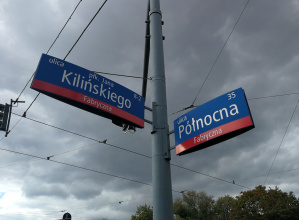 ulica
płk. Jana
Kilińskiego
Fabryczna
ulica
35
Północna
Fabryczna